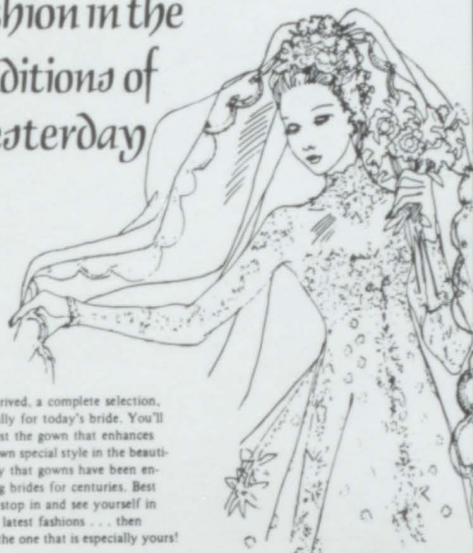 shion in the
ditions of
esterday
rived, a complete selection,
lly for today's bride. You'll
st the gown that enhances
wn special style in the beauti-
y that gowns have been en-
g brides for centuries. Best
stop in and see yourself in
latest fashions . . . then
the one that is especially yours!